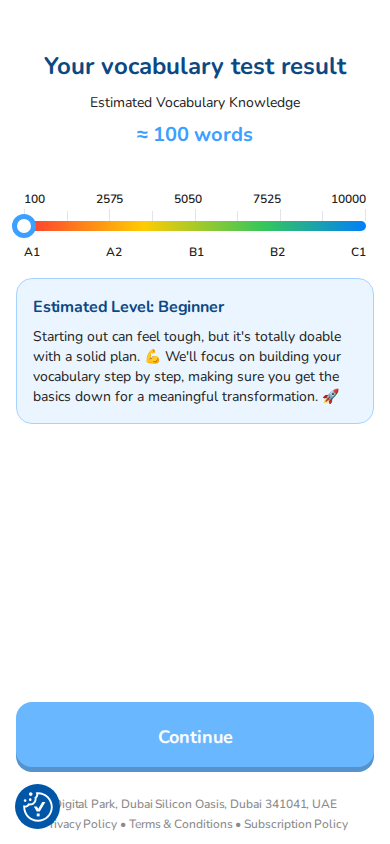 Your vocabulary test result
Estimated Vocabulary Knowledge
≈ 100 words
100 2575 5050 7525 10000
A1 A2 B1 B2 C1
Estimated Level: Beginner
Starting out can feel tough, but it's totally doable
with a solid plan. 💪 We'll focus on building your
vocabulary step by step, making sure you get the
basics down for a meaningful transformation. 🚀
Continue
Digital Park, Dubai Silicon Oasis, Dubai 341041, UAE
Privacy Policy • Terms & Conditions • Subscription Policy